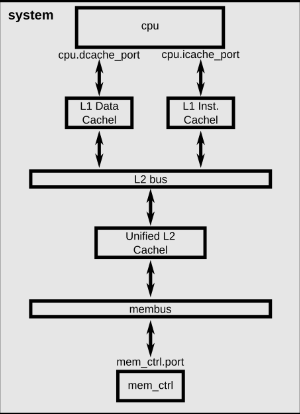 system
cpu
cpu.dcache_port cpu.icache_port
L1 Data L1 Inst.
Cachel Cachel
L2 bus
Unified L2
Cachel
membus
mem_ctrl.port
mem_ctrl